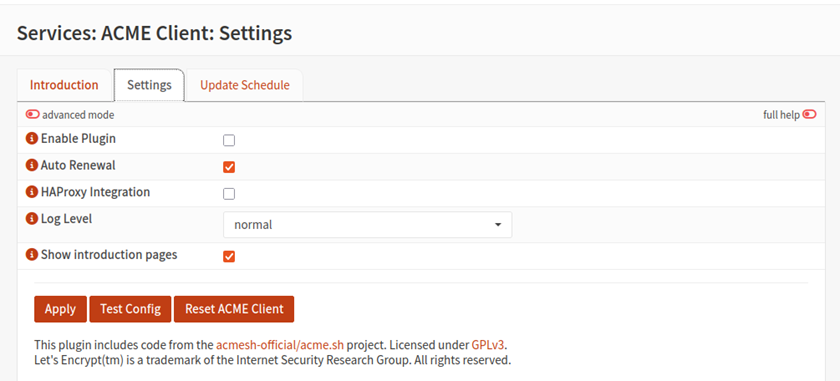 Services: ACME Client: Settings
Introduction Settings Update Schedule
advanced mode full help
Enable Plugin
Auto Renewal
HAProxy Integration
Log Level normal
Show introduction pages
Apply Test Config Reset ACME Client
This plugin includes code from the acmesh-official/acme.sh project. Licensed under GPLv3.
Let's Encrypt(tm) is a trademark of the Internet Security Research Group. All rights reserved.